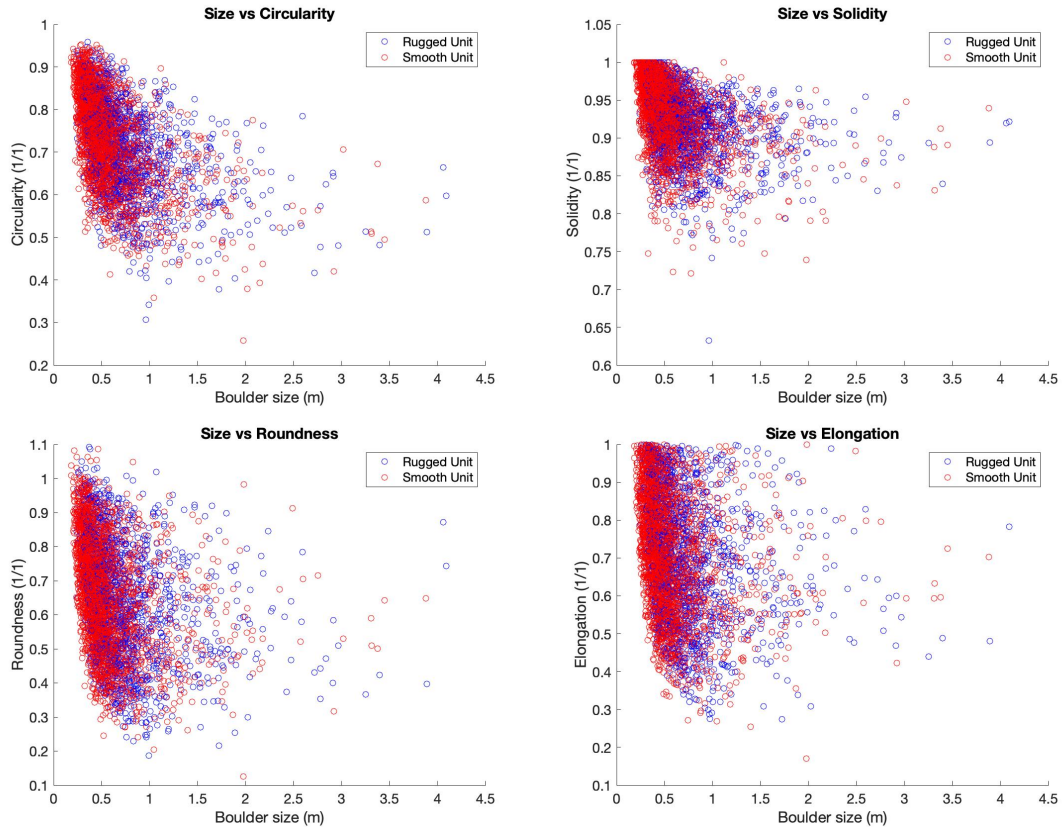 Size vs Circularity
Rugged Unit
Smooth Unit
1
0.9
0.8
0.7
0.6
0.5
0.4
0.3
0.2
Circularity (1/1)
0 0.5 1 1.5 2 2.5 3 3.5 4 4.5
Boulder size (m)
Size vs Solidity
Rugged Unit
Smooth Unit
1.05
1
0.95
0.9
0.85
0.8
0.75
0.7
0.65
0.6
Solidity (1/1)
0 0.5 1 1.5 2 2.5 3 3.5 4 4.5
Boulder size (m)
Size vs Roundness
Rugged Unit
Smooth Unit
1.1
1
0.9
0.8
0.7
0.6
0.5
0.4
0.3
0.2
0.1
Roundness (1/1)
0 0.5 1 1.5 2 2.5 3 3.5 4 4.5
Boulder size (m)
Size vs Elongation
Rugged Unit
Smooth Unit
1
0.9
0.8
0.7
0.6
0.5
0.4
0.3
0.2
0.1
Elongation (1/1)
0 0.5 1 1.5 2 2.5 3 3.5 4 4.5
Boulder size (m)